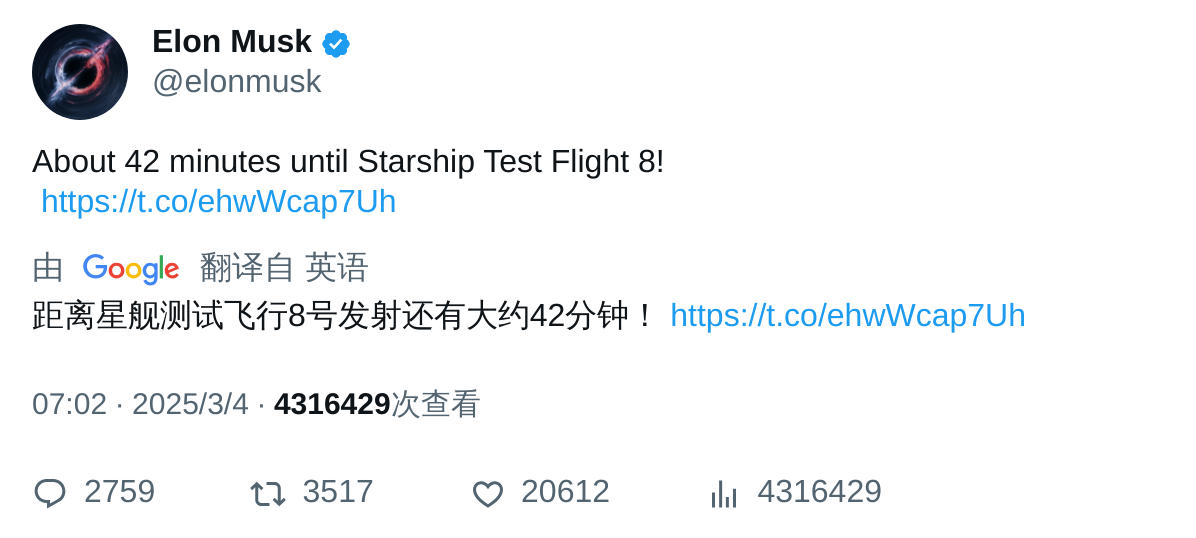 Elon Musk
@elonmusk
About 42 minutes until Starship Test Flight 8!
https://t.co/ehwWcap7Uh
由 Google 翻译自 英语
距离星舰测试飞行8号发射还有大约42分钟！ https://t.co/ehwWcap7Uh
07:02 · 2025/3/4 · 4316429次查看
2759 3517 20612 4316429